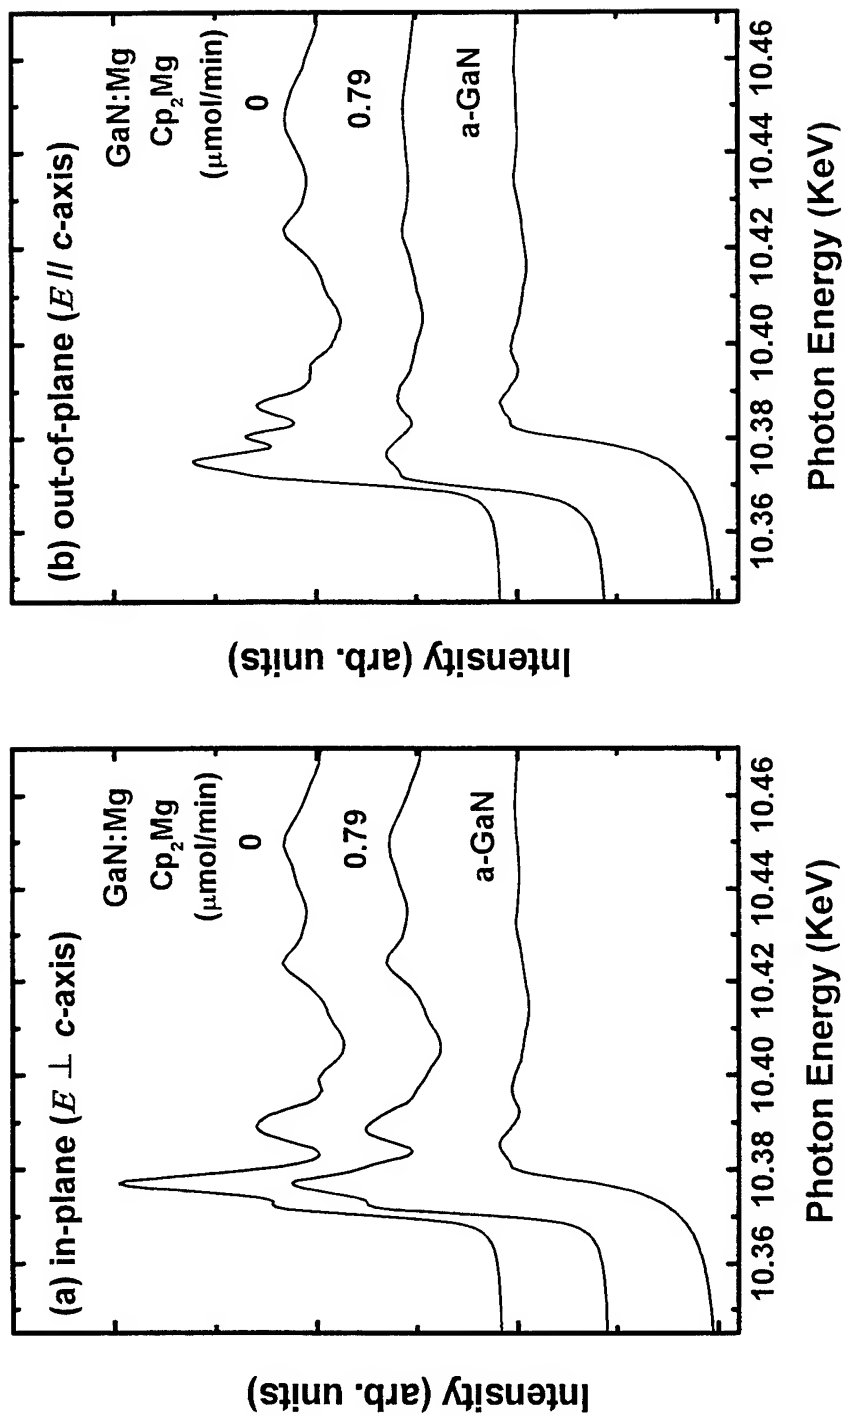 (a) in-plane (E ⊥ c-axis)
GaN:Mg
Cp₂Mg
(μmol/min)
0
0.79
a-GaN
Intensity (arb. units)
10.36 10.38 10.40 10.42 10.44 10.46
Photon Energy (KeV)
(b) out-of-plane (E // c-axis)
GaN:Mg
Cp₂Mg
(μmol/min)
0
0.79
a-GaN
Intensity (arb. units)
10.36 10.38 10.40 10.42 10.44 10.46
Photon Energy (KeV)